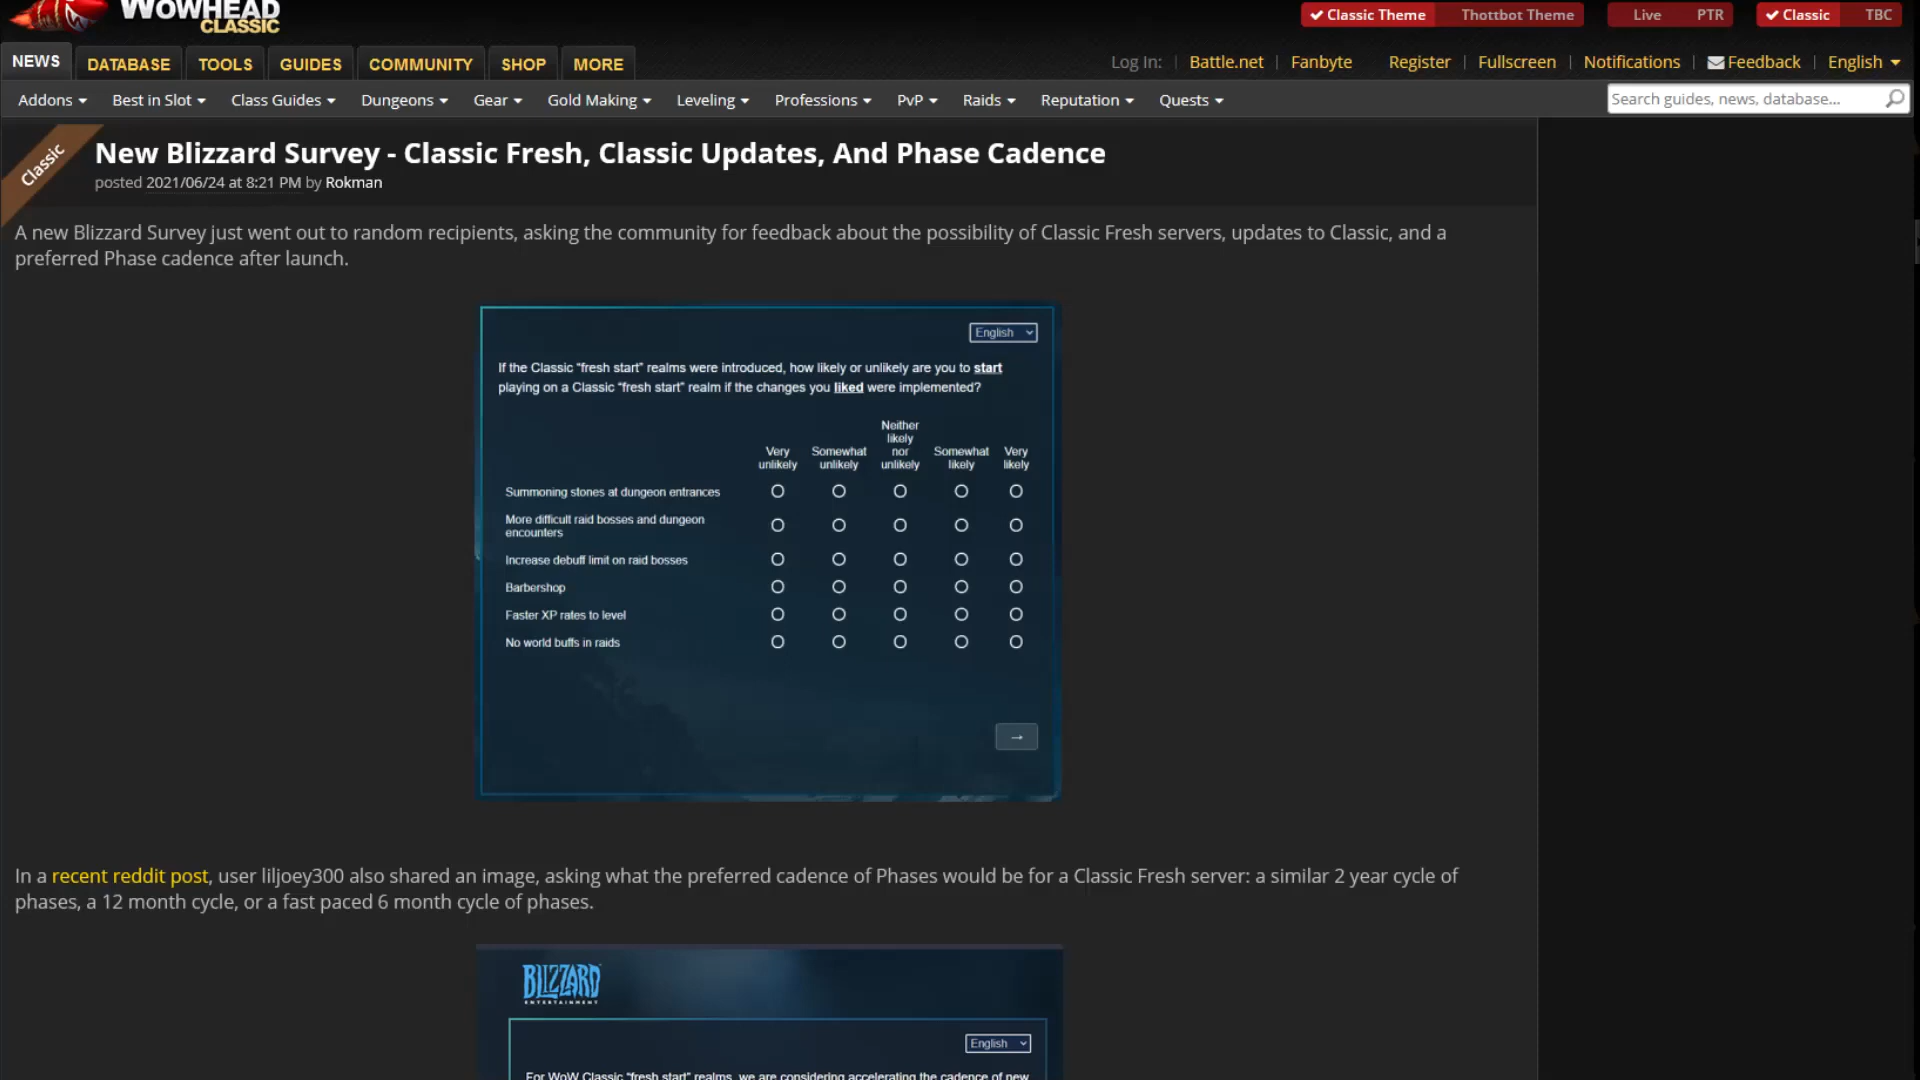 WOWHEAD
CLASSIC
Classic Theme Thottbot Theme Live PTR Classic TBC
NEWS DATABASE TOOLS GUIDES COMMUNITY SHOP MORE
Log In: | Battle.net | Fanbyte Register | Fullscreen | Notifications | Feedback | English
Addons Best in Slot Class Guides Dungeons Gear Gold Making Leveling Professions PvP Raids Reputation Quests
Search guides, news, database...
Classic
New Blizzard Survey - Classic Fresh, Classic Updates, And Phase Cadence
posted 2021/06/24 at 8:21 PM by Rokman
A new Blizzard Survey just went out to random recipients, asking the community for feedback about the possibility of Classic Fresh servers, updates to Classic, and a
preferred Phase cadence after launch.
English
If the Classic “fresh start” realms were introduced, how likely or unlikely are you to start
playing on a Classic “fresh start” realm if the changes you liked were implemented?
Very unlikely
Somewhat unlikely
Neither likely nor unlikely
Somewhat likely
Very likely
Summoning stones at dungeon entrances
More difficult raid bosses and dungeon
encounters
Increase debuff limit on raid bosses
Barbershop
Faster XP rates to level
No world buffs in raids
→
In a recent reddit post, user liljoey300 also shared an image, asking what the preferred cadence of Phases would be for a Classic Fresh server: a similar 2 year cycle of
phases, a 12 month cycle, or a fast paced 6 month cycle of phases.
BLIZZARD
ENTERTAINMENT
English
For WoW Classic “fresh start” realms, we are considering accelerating the cadence of new